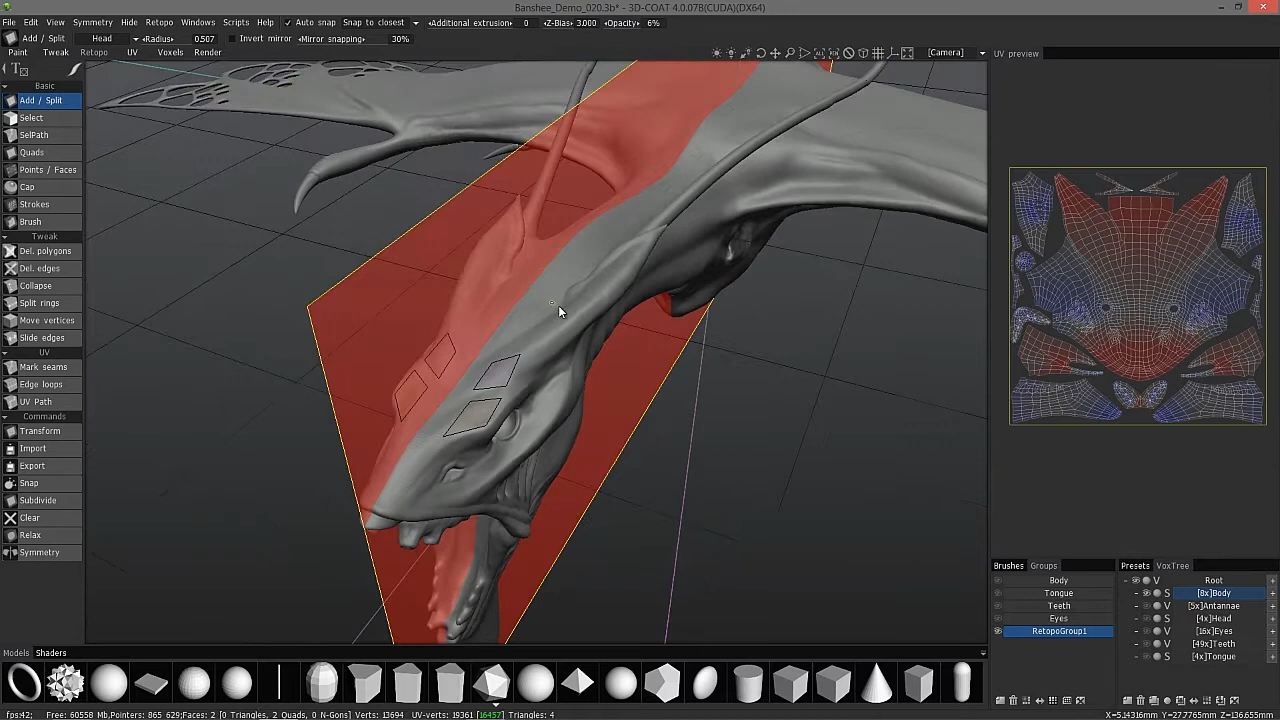 Banshee_Demo_020.3b* - 3D-COAT 4.0.07B(CUDA)(DX64)
File Edit View Symmetry Hide Retopo Windows Scripts Help Auto snap Snap to closest Additional extrusion 0 Z-Bias 3.000 Opacity 6%
Add / Split Head Radius 0.507 Invert mirror Mirror snapping 30%
Paint Tweak Retopo UV Voxels Render [Camera] UV preview
Basic
Add / Split
Select
SelPath
Quads
Points / Faces
Cap
Strokes
Brush
Tweak
Del. polygons
Del. edges
Collapse
Split rings
Move vertices
Slide edges
UV
Mark seams
Edge loops
UV Path
Commands
Transform
Import
Export
Snap
Subdivide
Clear
Relax
Symmetry
Brushes Groups
Body
Tongue
Teeth
Eyes
RetopoGroup1
Presets VoxTree
V Root +
S [8x]Body +
V [5x]Antannae +
S [4x]Head +
V [16x]Eyes +
V [49x]Teeth +
S [4x]Tongue +
Models Shaders
fps:42; Free: 60558 Mb,Pointers: 865 629;Faces: 2 [0 Triangles, 2 Quads, 0 N-Gons] Verts: 13694 UV-verts: 19361 [16457] Triangles: 4 X=5.14316mm Y=27.7765mm Z=136.655mm